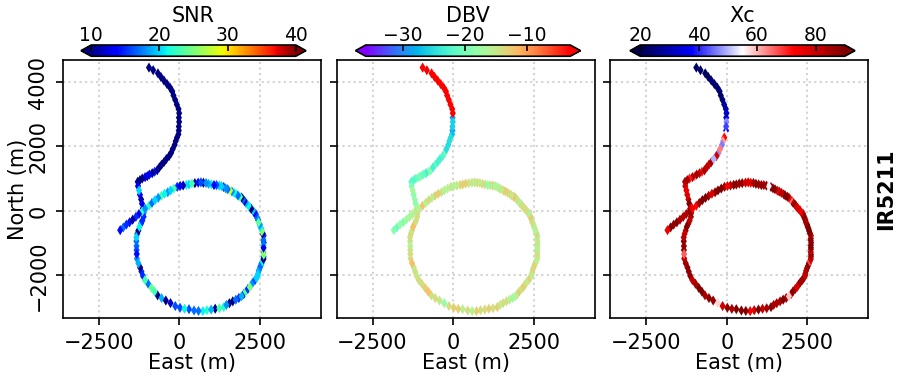 SNR DBV Xc
10 20 30 40 −30 −20 −10 20 40 60 80
4000
2000
0
−2000
North (m)
IR5211
−2500 0 2500 −2500 0 2500 −2500 0 2500
East (m) East (m) East (m)